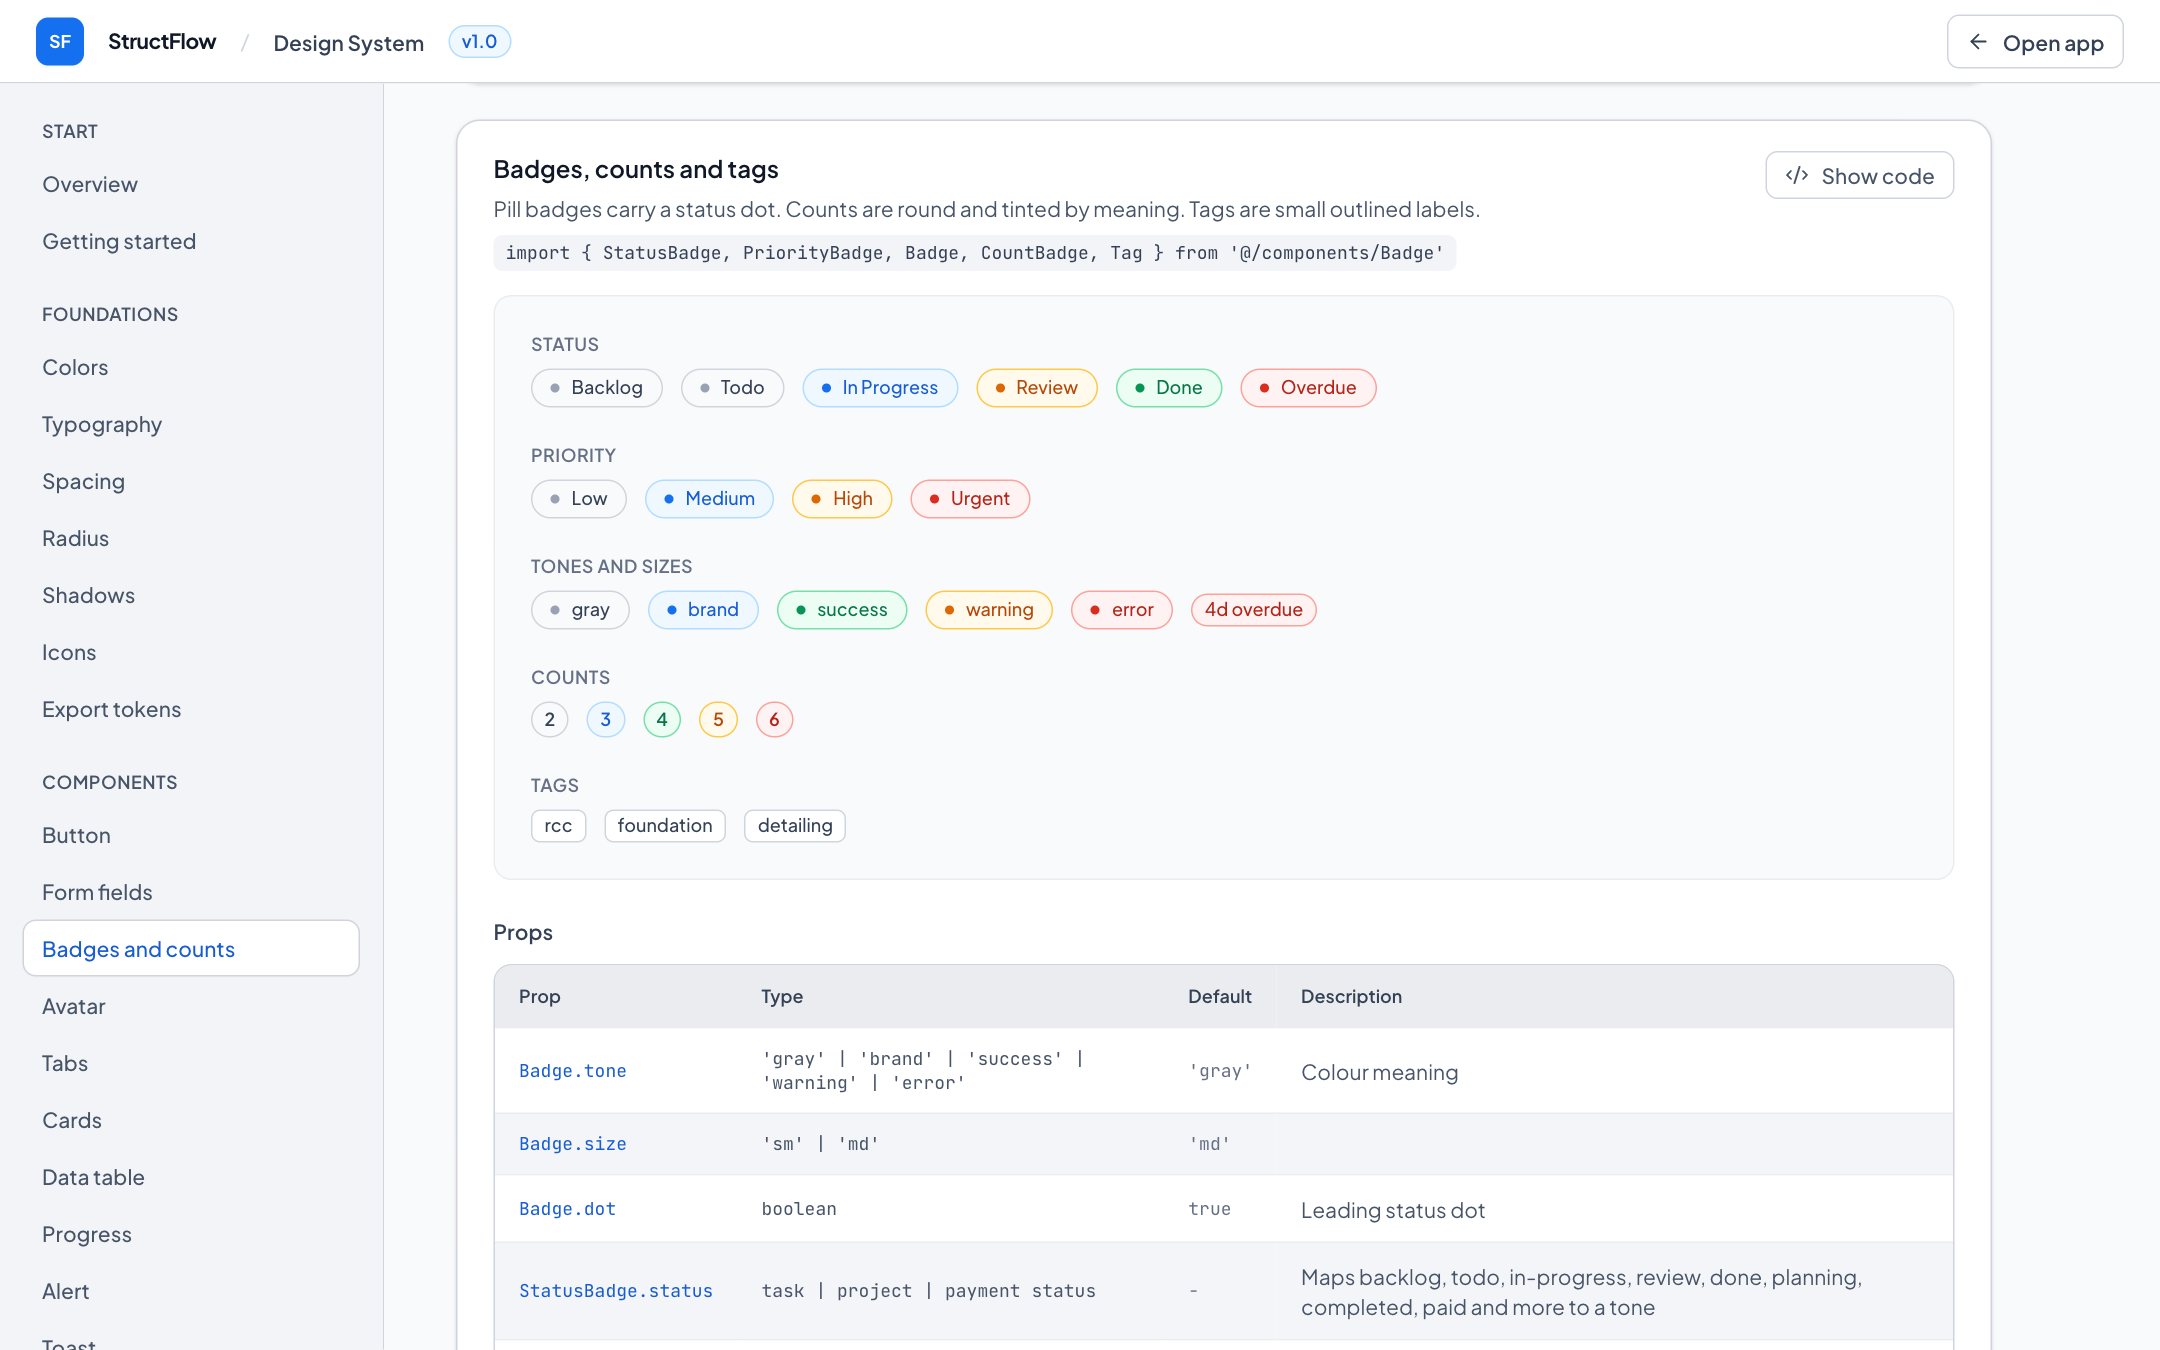 SF StructFlow / Design System v1.0
← Open app
START
Overview
Getting started
FOUNDATIONS
Colors
Typography
Spacing
Radius
Shadows
Icons
Export tokens
COMPONENTS
Button
Form fields
Badges and counts
Avatar
Tabs
Cards
Data table
Progress
Alert
Toast
Badges, counts and tags
</> Show code
Pill badges carry a status dot. Counts are round and tinted by meaning. Tags are small outlined labels.
import { StatusBadge, PriorityBadge, Badge, CountBadge, Tag } from '@/components/Badge'
STATUS
Backlog Todo In Progress Review Done Overdue
PRIORITY
Low Medium High Urgent
TONES AND SIZES
gray brand success warning error 4d overdue
COUNTS
2 3 4 5 6
TAGS
rcc foundation detailing
Props
Prop Type Default Description
Badge.tone 'gray' | 'brand' | 'success' |
'warning' | 'error' 'gray' Colour meaning
Badge.size 'sm' | 'md' 'md'
Badge.dot boolean true Leading status dot
StatusBadge.status task | project | payment status - Maps backlog, todo, in-progress, review, done, planning,
completed, paid and more to a tone